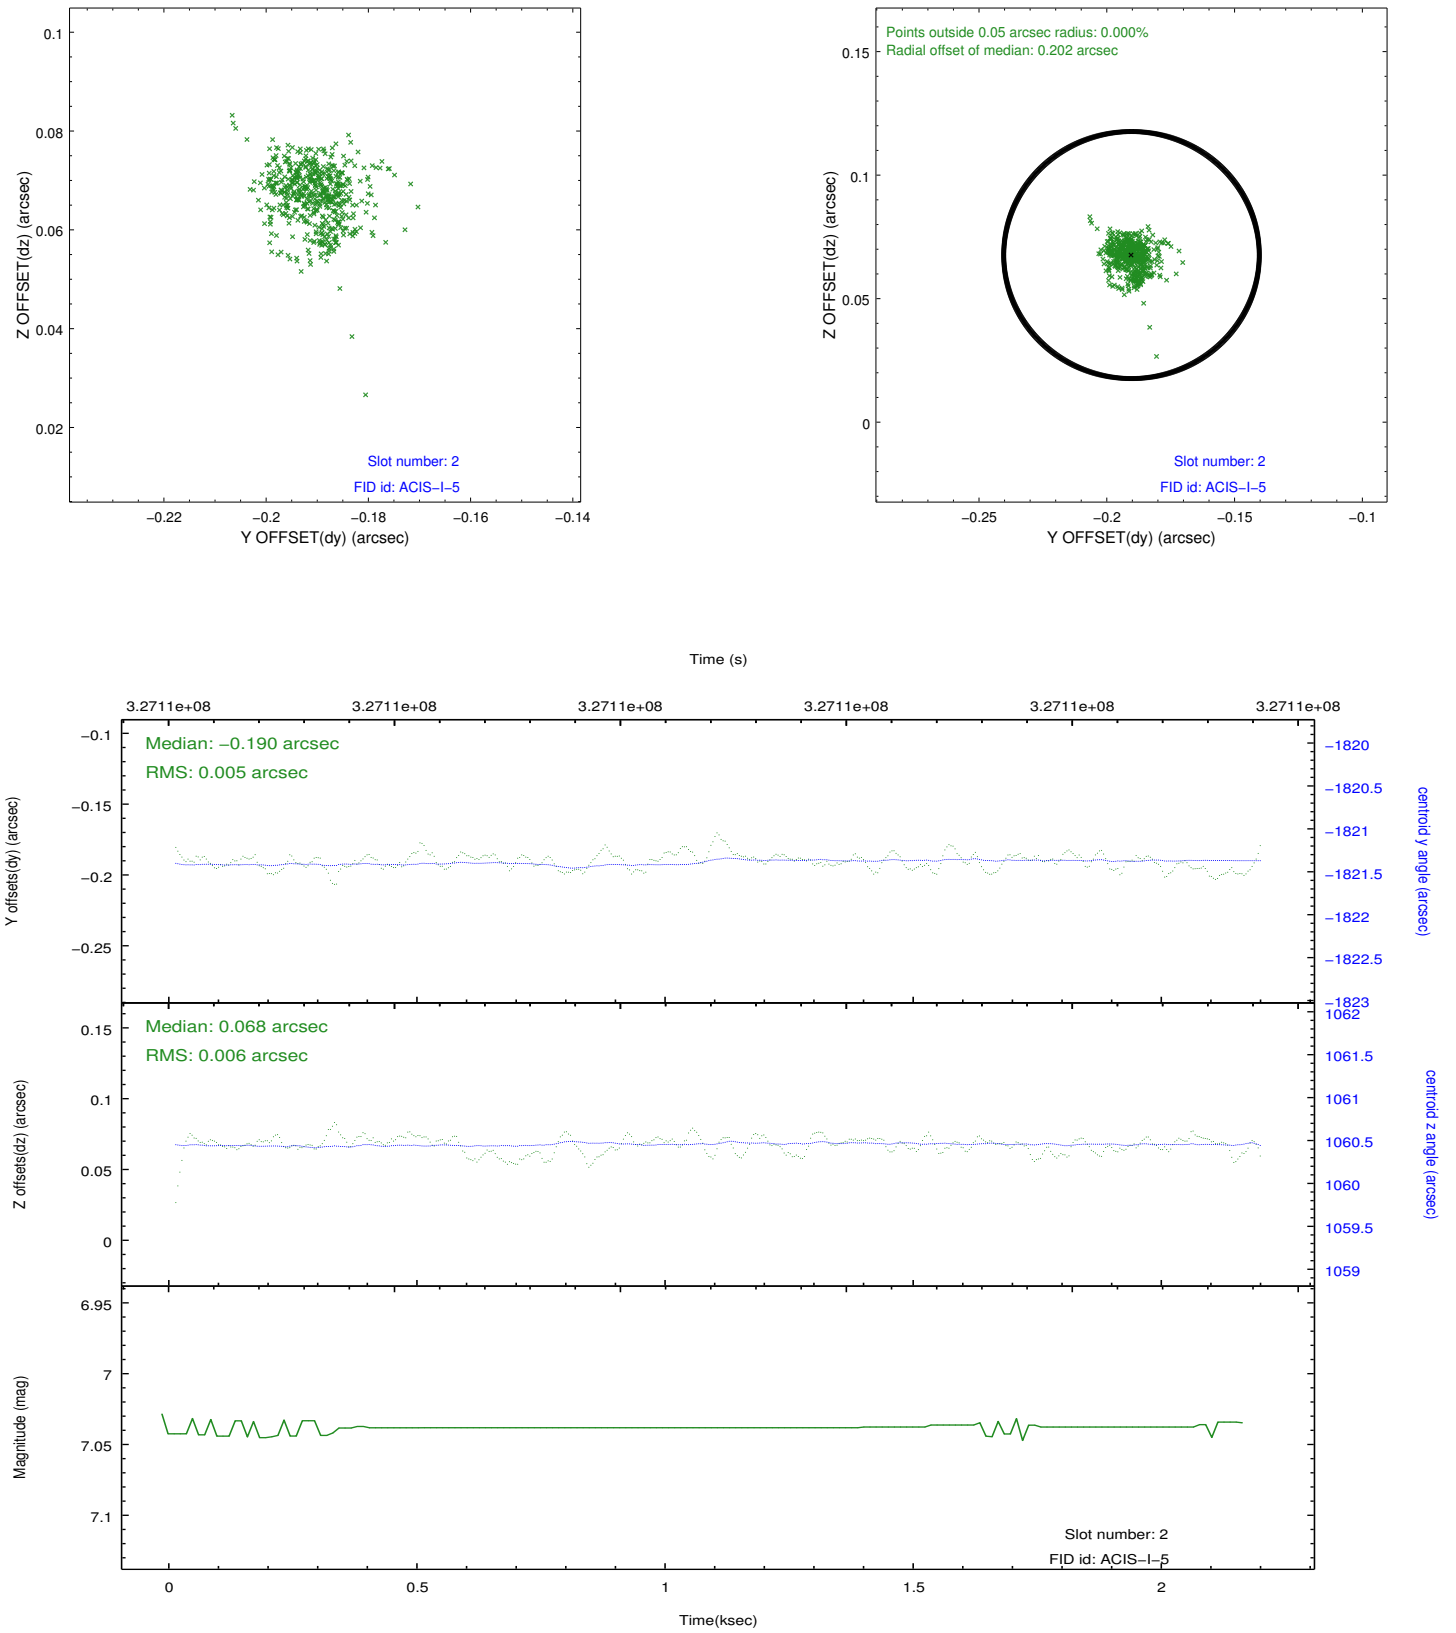 0.1
0.08
0.06
0.04
0.02
Z OFFSET(dz) (arcsec)
Slot number: 2
FID id: ACIS−I−5
−0.22 −0.2 −0.18 −0.16 −0.14
Y OFFSET(dy) (arcsec)
Points outside 0.05 arcsec radius: 0.000%
Radial offset of median: 0.202 arcsec
0.15
0.1
0.05
0
Z OFFSET(dz) (arcsec)
Slot number: 2
FID id: ACIS−I−5
−0.25 −0.2 −0.15 −0.1
Y OFFSET(dy) (arcsec)
Time (s)
3.2711e+08 3.2711e+08 3.2711e+08 3.2711e+08 3.2711e+08 3.2711e+08
Median: −0.190 arcsec
RMS: 0.005 arcsec
−0.1
−0.15
−0.2
−0.25
Y offsets(dy) (arcsec)
−1820
−1820.5
−1821
−1821.5
−1822
−1822.5
−1823
centroid y angle (arcsec)
Median: 0.068 arcsec
RMS: 0.006 arcsec
0.15
0.1
0.05
0
Z offsets(dz) (arcsec)
1062
1061.5
1061
1060.5
1060
1059.5
1059
centroid z angle (arcsec)
6.95
7
7.05
7.1
Magnitude (mag)
Slot number: 2
FID id: ACIS−I−5
0 0.5 1 1.5 2
Time(ksec)